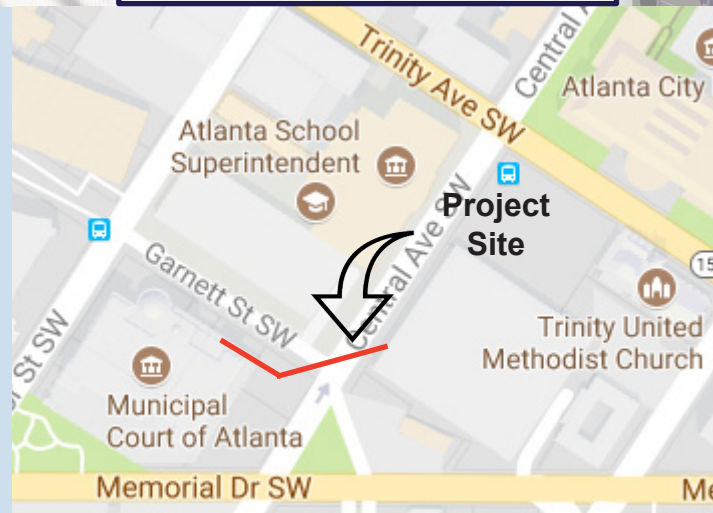 Trinity Ave SW
Central A
Atlanta City
Atlanta School
Superintendent
Project
Site
Central Ave SW
Garnett St SW
15
Trinity United
Methodist Church
St SW
Municipal
Court of Atlanta
Memorial Dr SW
Me